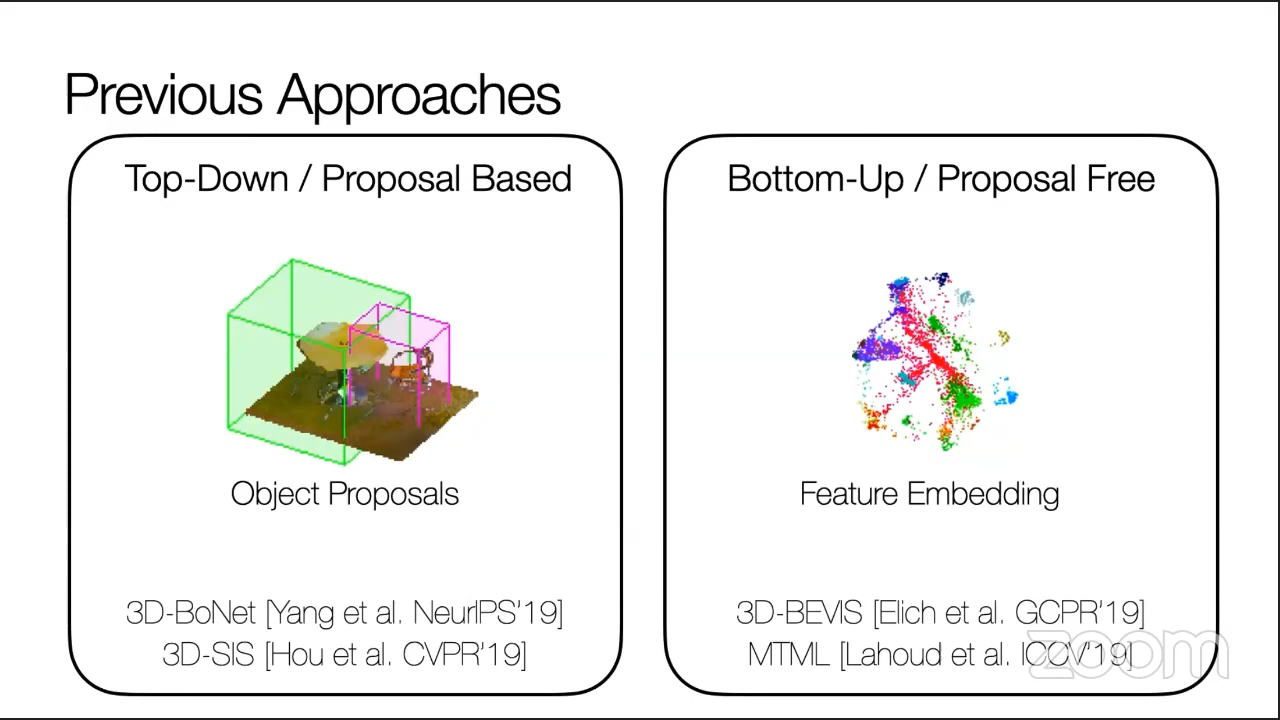 Previous Approaches
Top-Down / Proposal Based
Object Proposals
3D-BoNet [Yang et al. NeurIPS'19]
3D-SIS [Hou et al. CVPR'19]
Bottom-Up / Proposal Free
Feature Embedding
3D-BEVIS [Elich et al. GCPR'19]
MTML [Lahoud et al. ICCV'19]
zoom